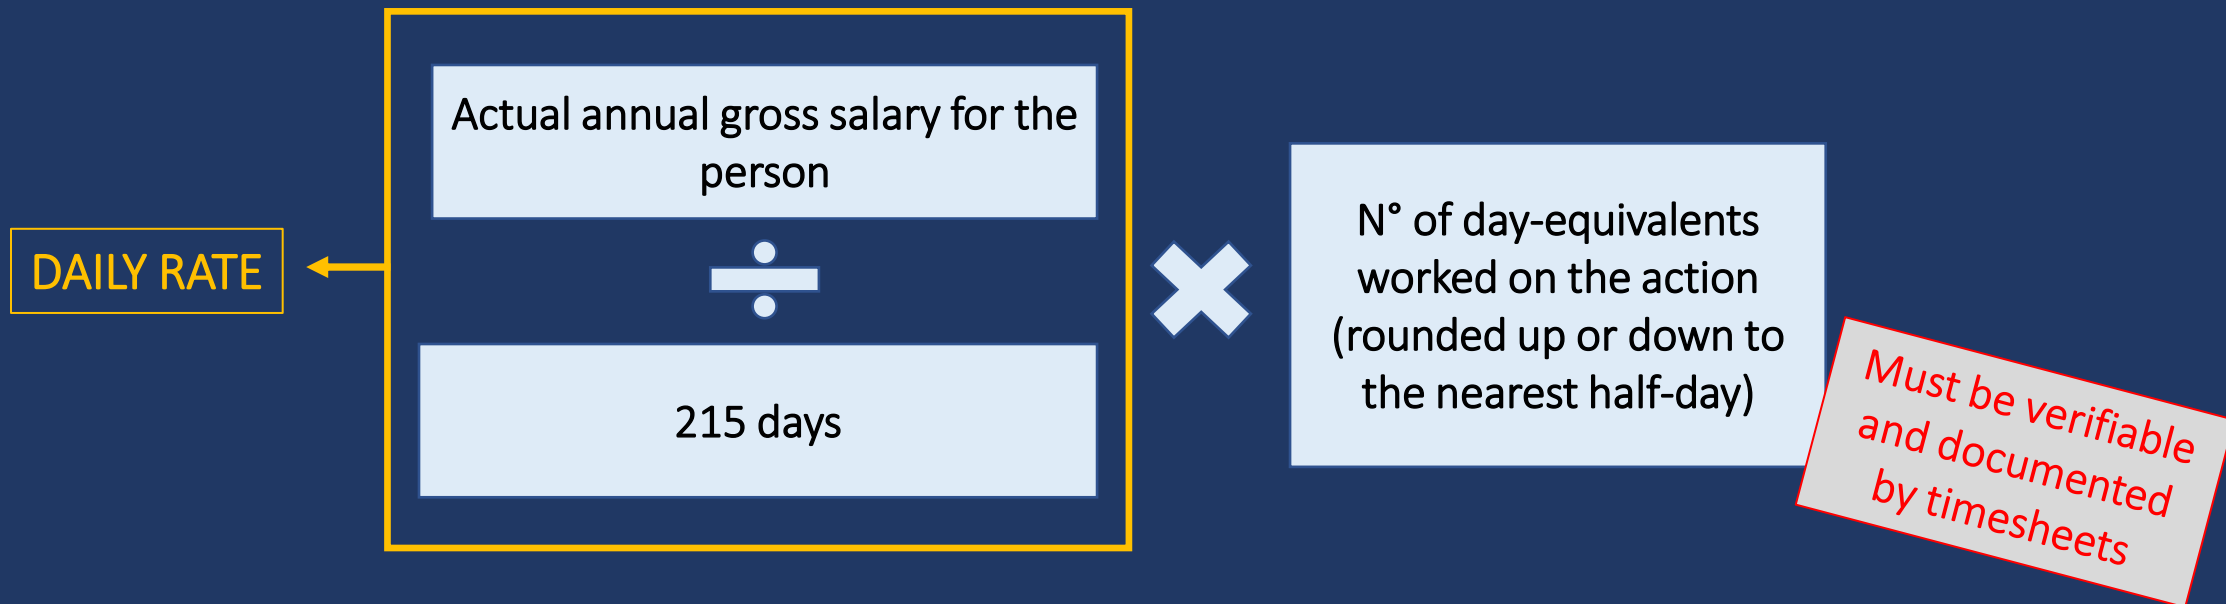 DAILY RATE
Actual annual gross salary for the
person
215 days
N° of day-equivalents
worked on the action
(rounded up or down to
the nearest half-day)
Must be verifiable
and documented
by timesheets